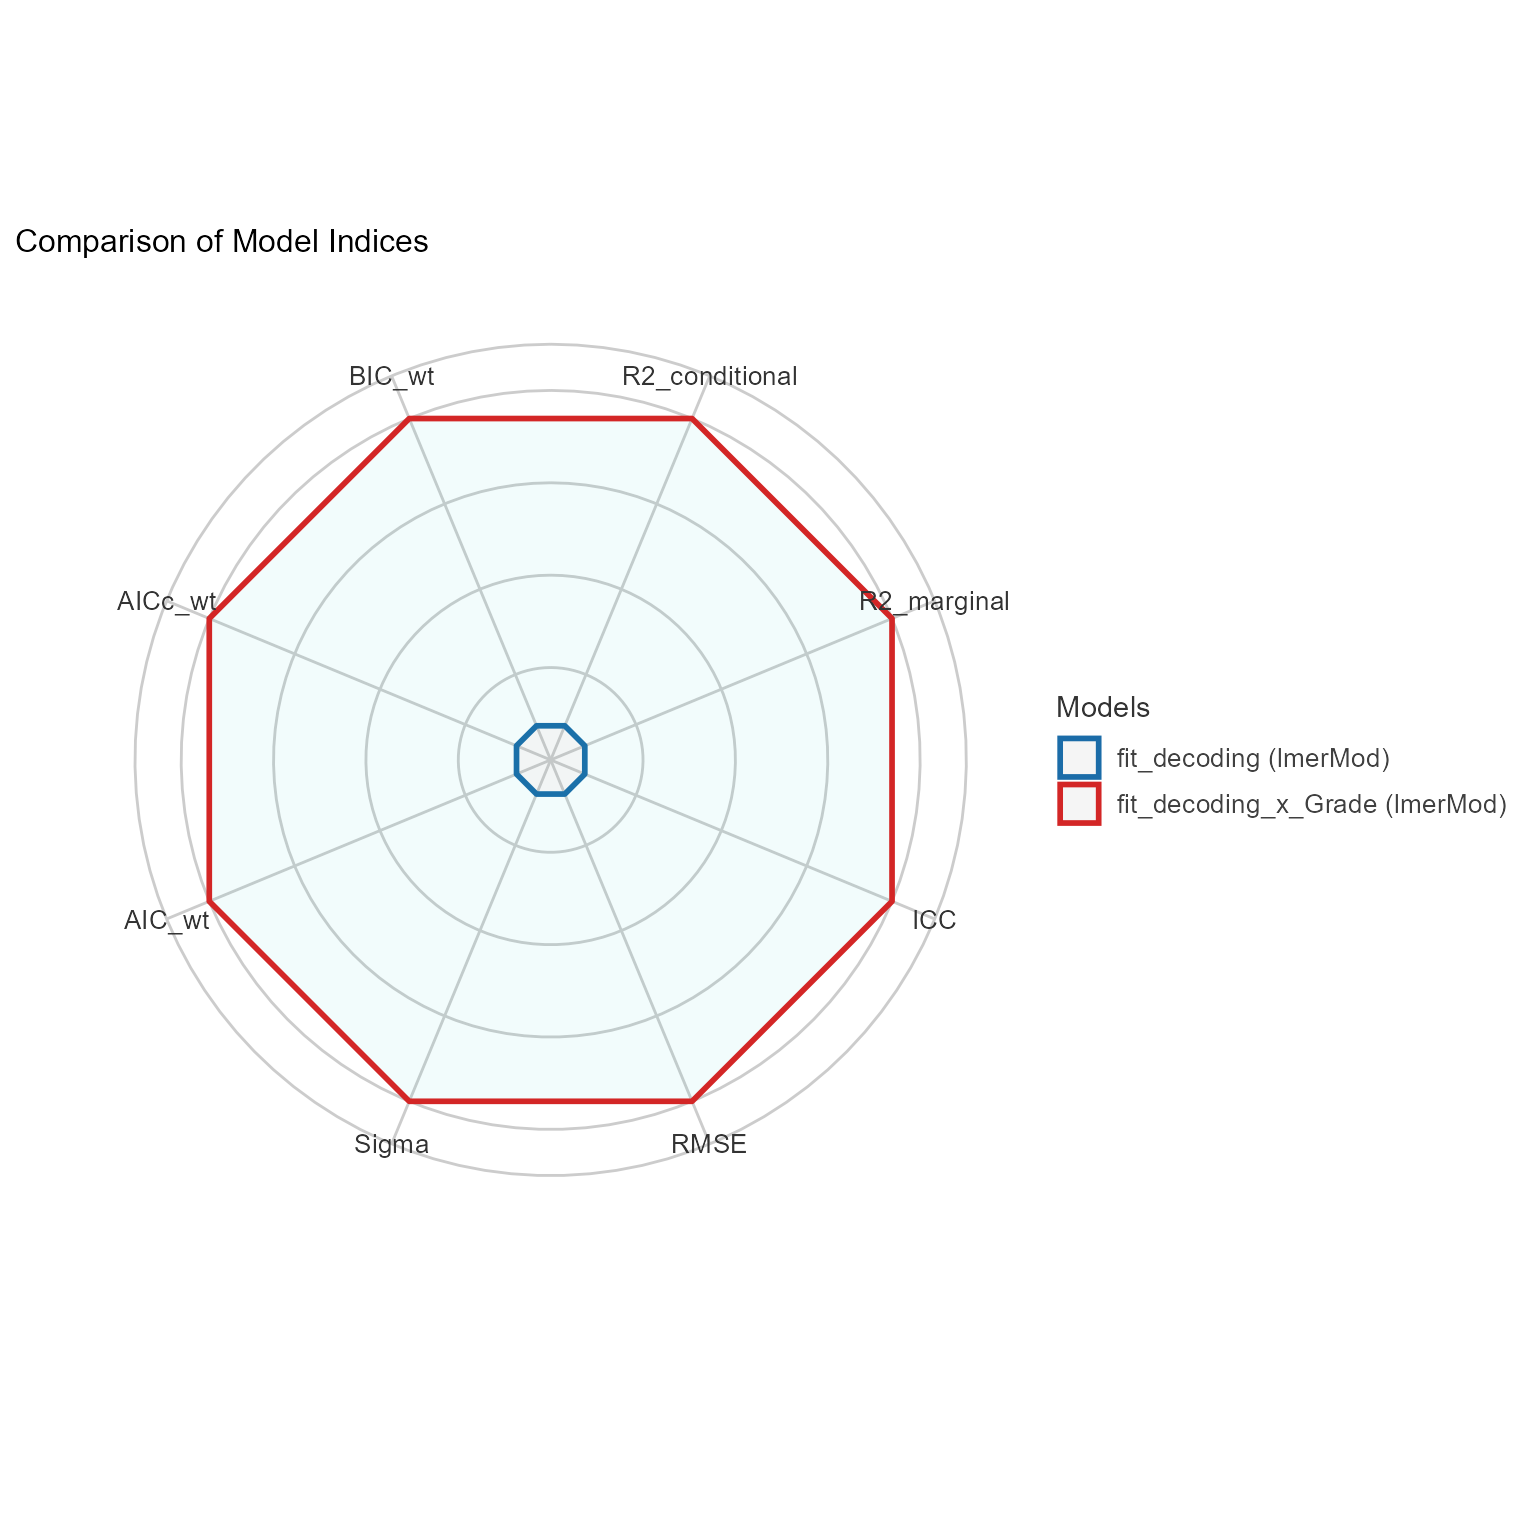 Comparison of Model Indices
BIC_wt
R2_conditional
AICc_wt
R2_marginal
AIC_wt
ICC
Sigma
RMSE
Models
fit_decoding (lmerMod)
fit_decoding_x_Grade (lmerMod)